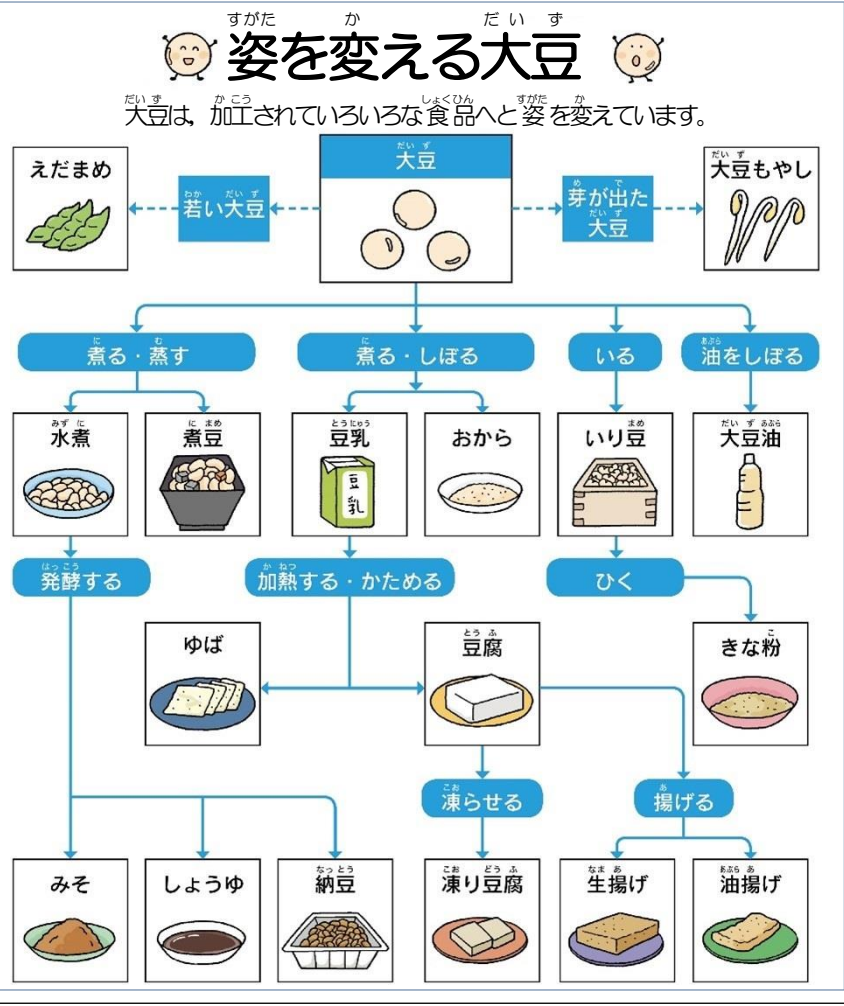 姿を変える大豆
大豆は，加工されていろいろな食品へと姿を変えています。
えだまめ
若い大豆
大豆
芽が出た
大豆
大豆もやし
煮る・蒸す
煮る・しぼる
いる
油をしぼる
水煮
煮豆
豆乳
豆乳
おから
いり豆
大豆油
発酵する
加熱する・かためる
ひく
ゆば
豆腐
きな粉
凍らせる
揚げる
みそ
しょうゆ
納豆
凍り豆腐
生揚げ
油揚げ